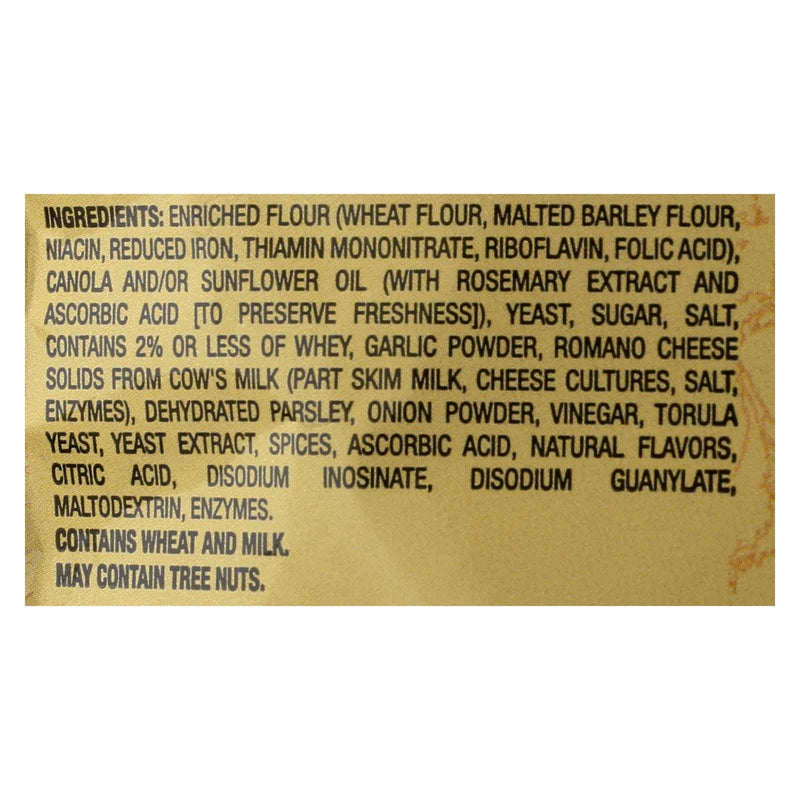 INGREDIENTS: ENRICHED FLOUR (WHEAT FLOUR, MALTED BARLEY FLOUR,
NIACIN, REDUCED IRON, THIAMIN MONONITRATE, RIBOFLAVIN, FOLIC ACID),
CANOLA AND/OR SUNFLOWER OIL (WITH ROSEMARY EXTRACT AND
ASCORBIC ACID [TO PRESERVE FRESHNESS]), YEAST, SUGAR, SALT,
CONTAINS 2% OR LESS OF WHEY, GARLIC POWDER, ROMANO CHEESE
SOLIDS FROM COW'S MILK (PART SKIM MILK, CHEESE CULTURES, SALT,
ENZYMES), DEHYDRATED PARSLEY, ONION POWDER, VINEGAR, TORULA
YEAST, YEAST EXTRACT, SPICES, ASCORBIC ACID, NATURAL FLAVORS,
CITRIC ACID, DISODIUM INOSINATE, DISODIUM GUANYLATE,
MALTODEXTRIN, ENZYMES.
CONTAINS WHEAT AND MILK.
MAY CONTAIN TREE NUTS.